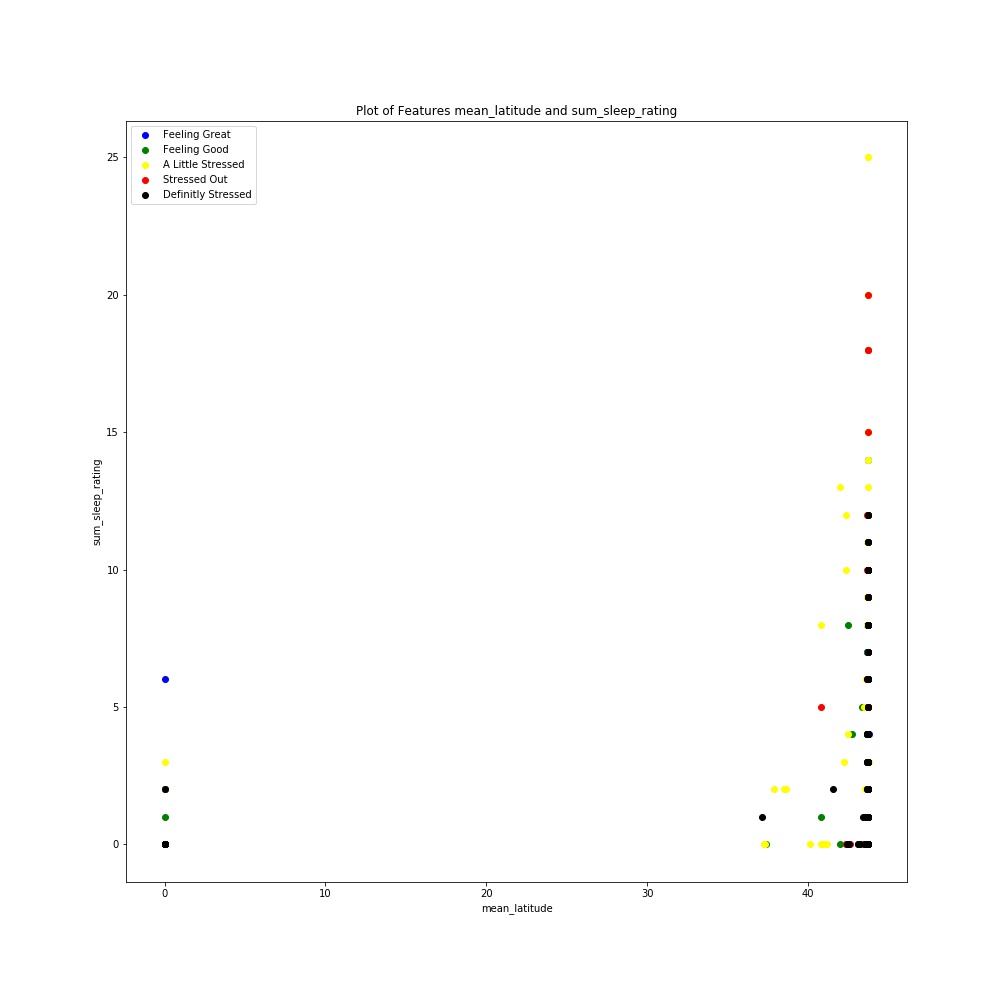 Plot of Features mean_latitude and sum_sleep_rating
Feeling Great
Feeling Good
A Little Stressed
Stressed Out
Definitly Stressed
25
20
15
10
5
0
sum_sleep_rating
0
10
20
30
40
mean_latitude